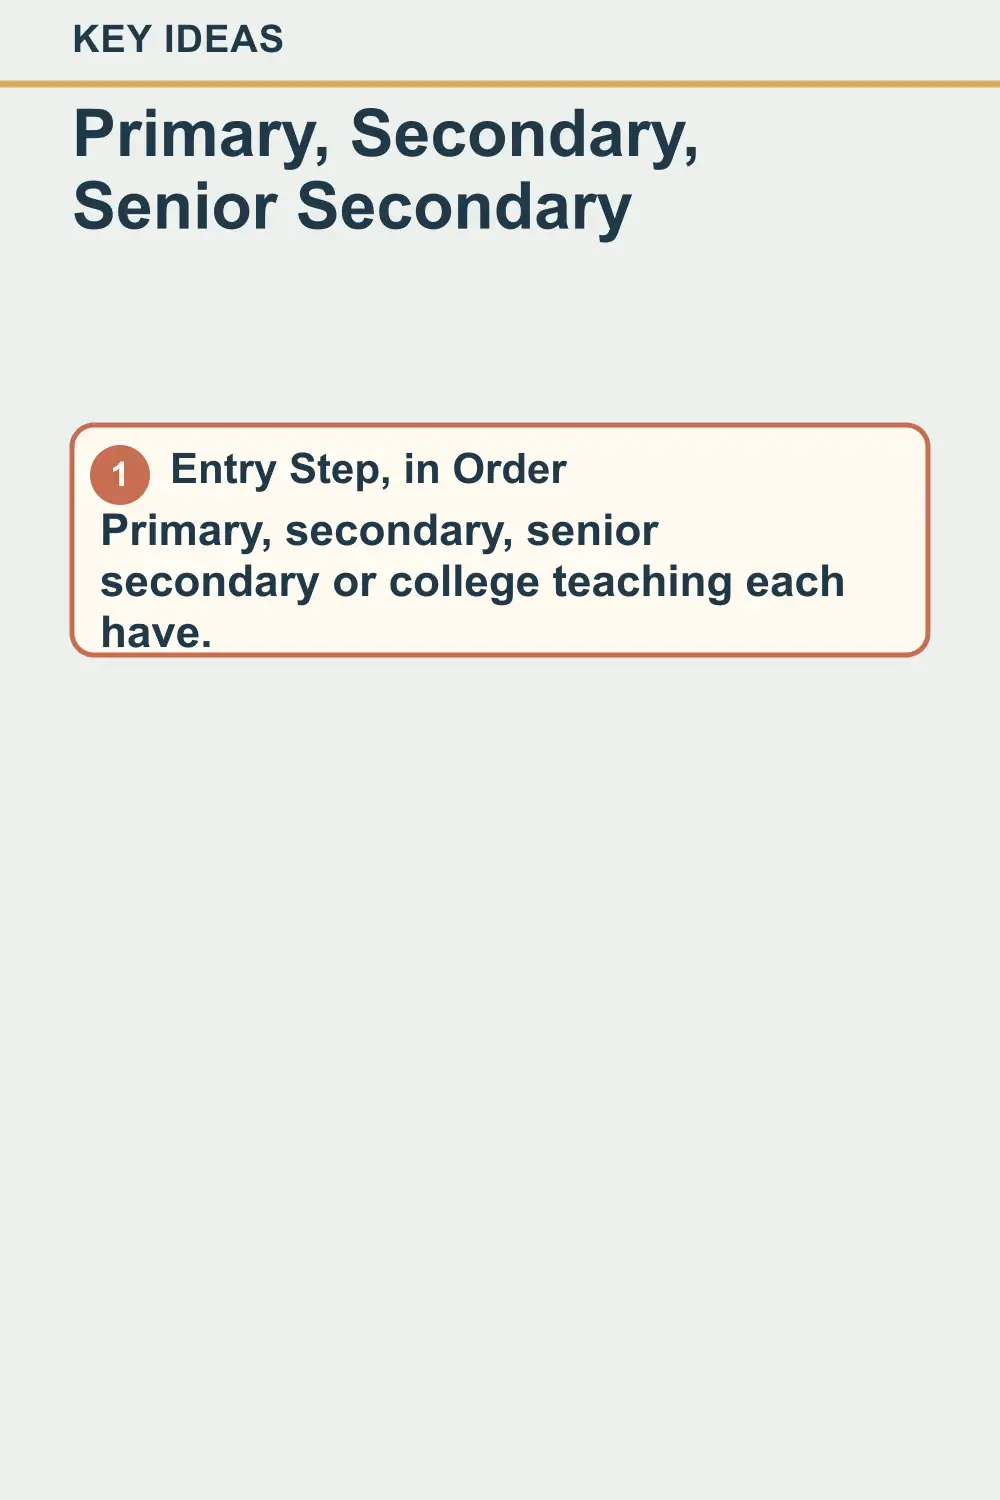 KEY IDEAS
Primary, Secondary,
Senior Secondary
1 Entry Step, in Order
Primary, secondary, senior
secondary or college teaching each
have.